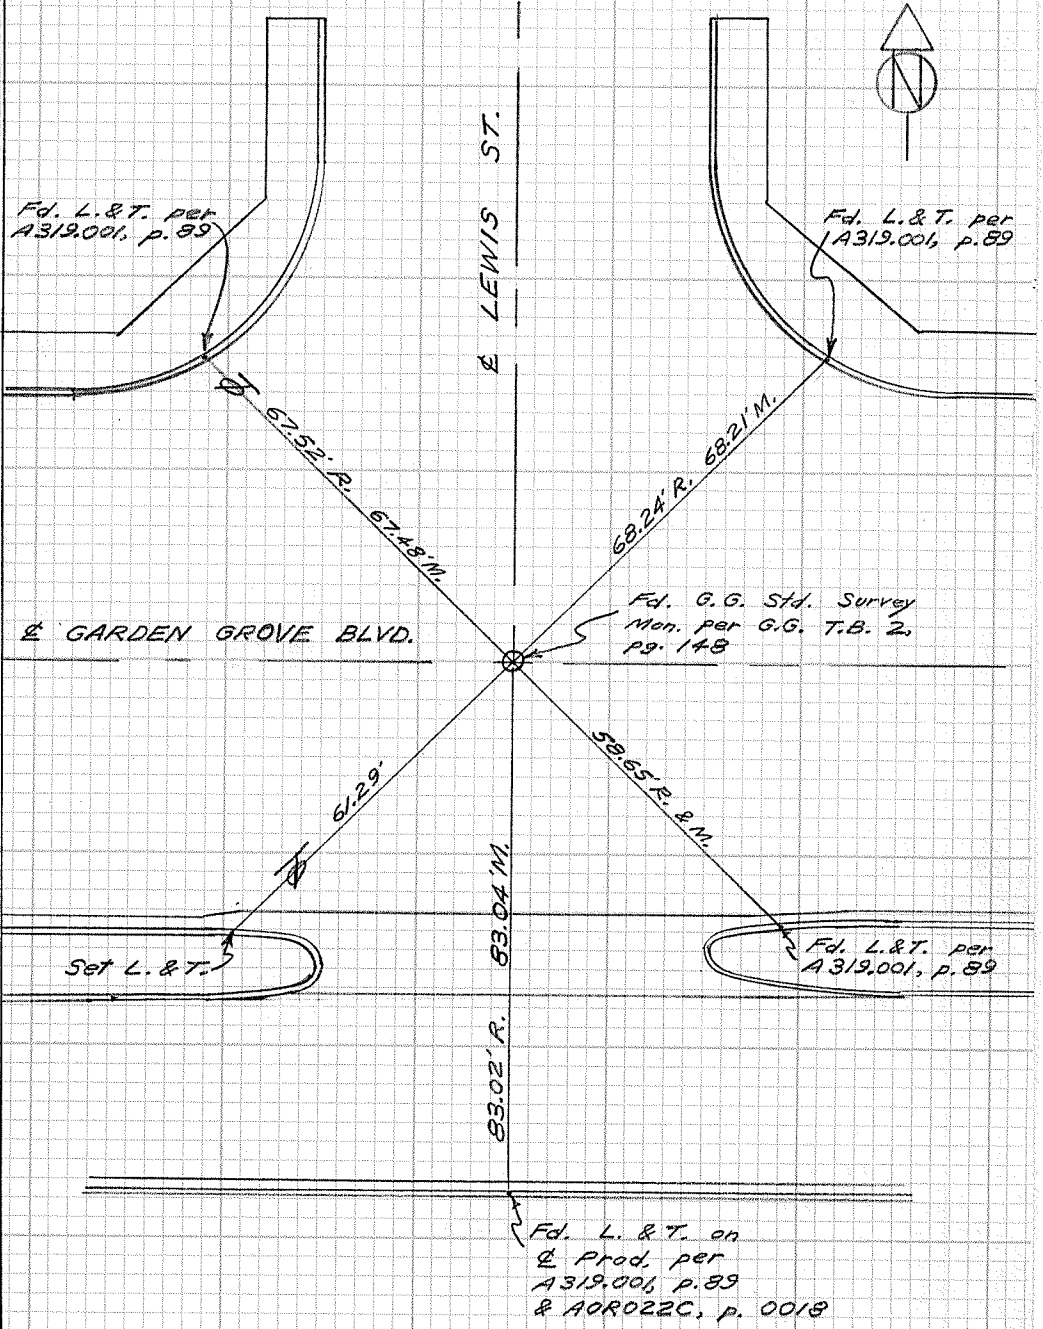 N
℄ LEWIS ST.
Fd. L. & T. per
A319.001, p. 89
Fd. L. & T. per
A319.001, p. 89
67.52' R.
67.48' M.
68.24' R.
68.21' M.
Fd. G.G. Std. Survey
Mon. per G.G. T.B. 2,
pg. 148
℄ GARDEN GROVE BLVD.
61.29'
58.65' R. & M.
83.04' M.
83.02' R.
Set L. & T.
Fd. L. & T. per
A319.001, p. 89
Fd. L. & T. on
℄ Prod. per
A319.001, p. 89
& AOR022C, p. 0018